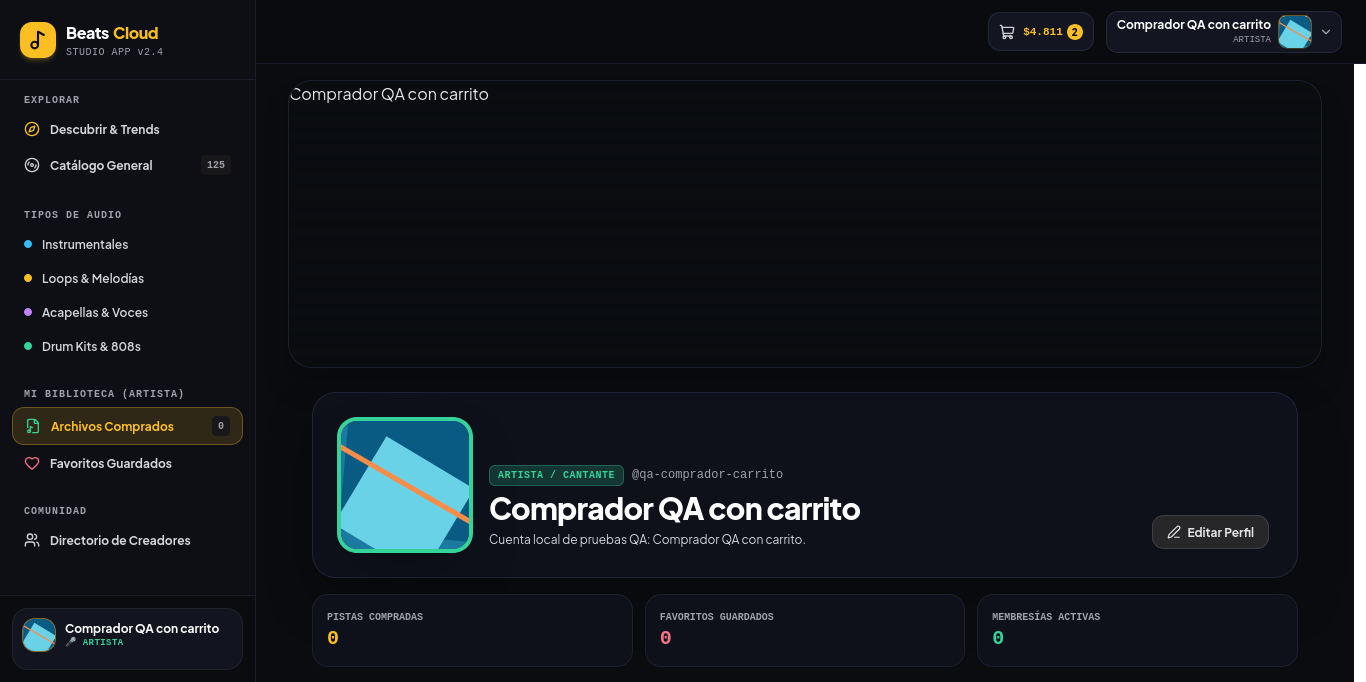 Beats Cloud
STUDIO APP v2.4
$4.811 2
Comprador QA con carrito
ARTISTA
EXPLORAR
Descubrir & Trends
Catálogo General 125
TIPOS DE AUDIO
Instrumentales
Loops & Melodías
Acapellas & Voces
Drum Kits & 808s
MI BIBLIOTECA (ARTISTA)
Archivos Comprados 0
Favoritos Guardados
COMUNIDAD
Directorio de Creadores
Comprador QA con carrito
ARTISTA
Comprador QA con carrito
ARTISTA / CANTANTE @qa-comprador-carrito
Comprador QA con carrito
Cuenta local de pruebas QA: Comprador QA con carrito.
Editar Perfil
PISTAS COMPRADAS
0
FAVORITOS GUARDADOS
0
MEMBRESÍAS ACTIVAS
0